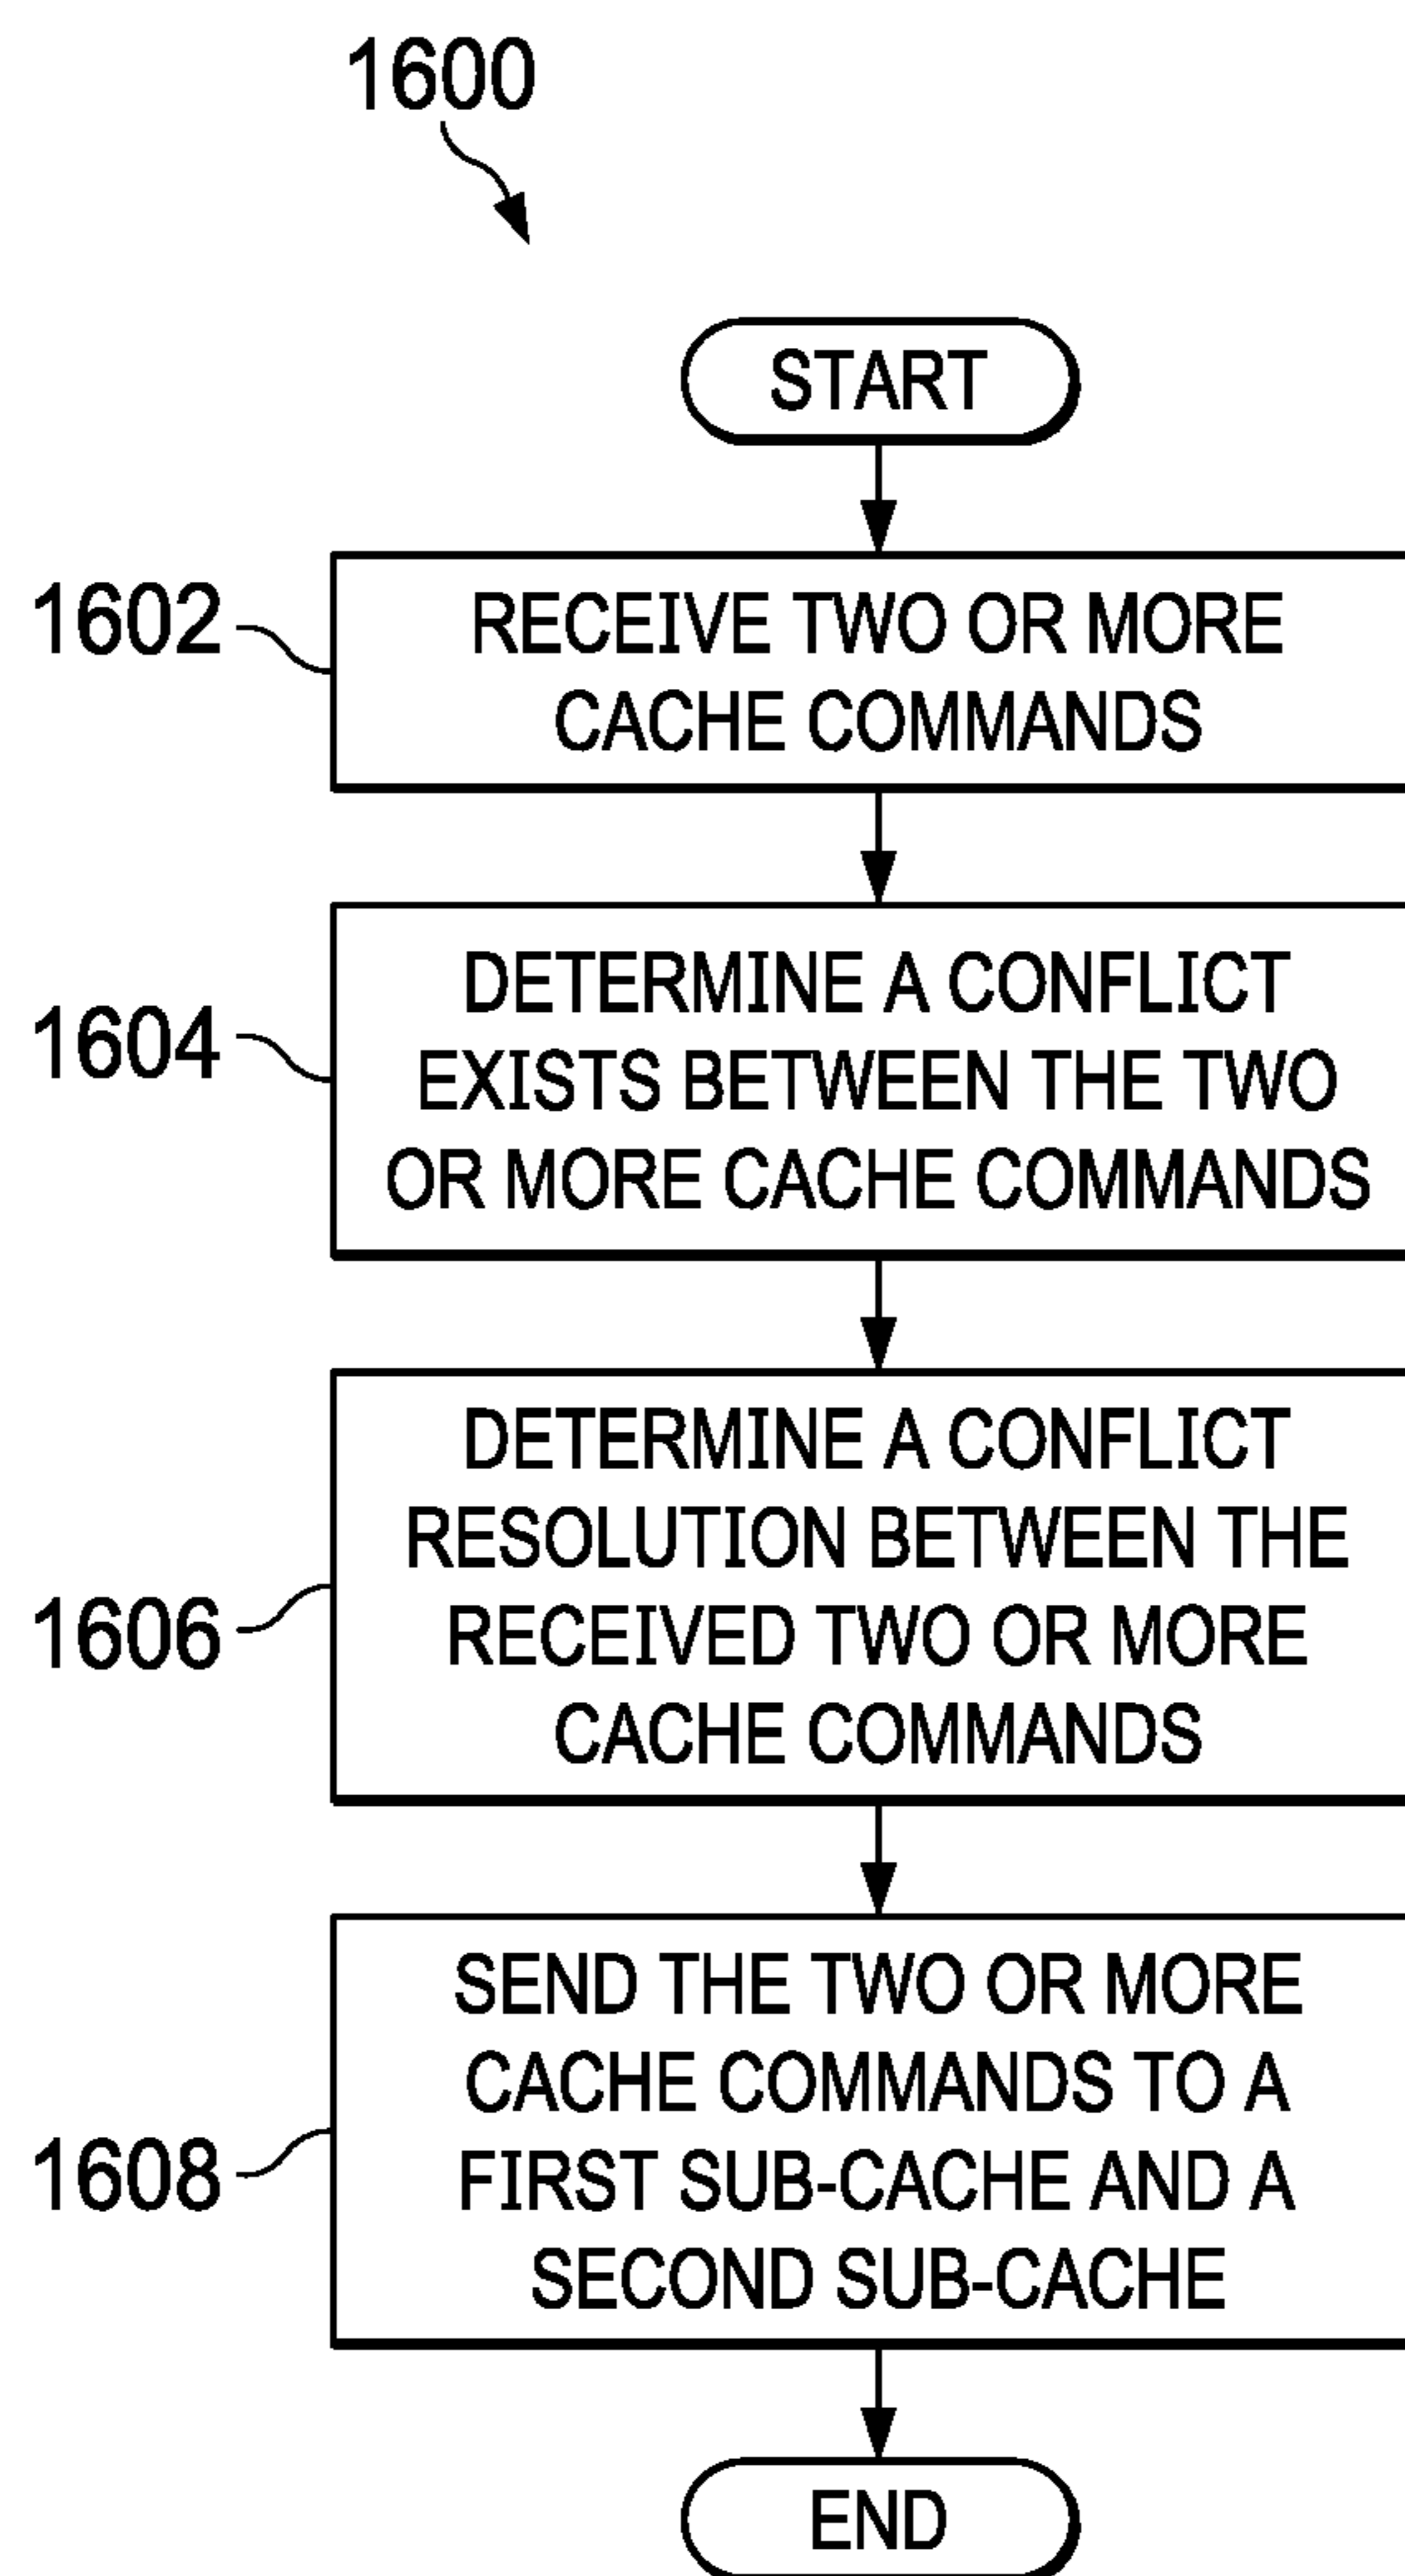 1600
START
1602
RECEIVE TWO OR MORE
CACHE COMMANDS
1604
DETERMINE A CONFLICT
EXISTS BETWEEN THE TWO
OR MORE CACHE COMMANDS
1606
DETERMINE A CONFLICT
RESOLUTION BETWEEN THE
RECEIVED TWO OR MORE
CACHE COMMANDS
1608
SEND THE TWO OR MORE
CACHE COMMANDS TO A
FIRST SUB-CACHE AND A
SECOND SUB-CACHE
END